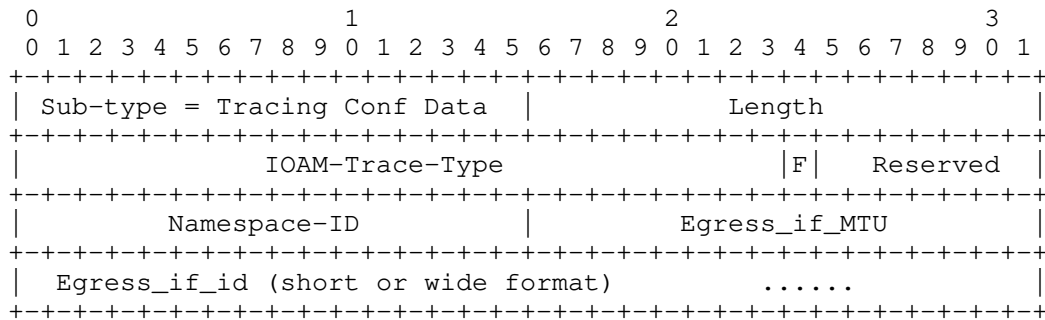 0                   1                   2                   3
 0 1 2 3 4 5 6 7 8 9 0 1 2 3 4 5 6 7 8 9 0 1 2 3 4 5 6 7 8 9 0 1
+-+-+-+-+-+-+-+-+-+-+-+-+-+-+-+-+-+-+-+-+-+-+-+-+-+-+-+-+-+-+-+-+
| Sub-type = Tracing Conf Data  |            Length             |
+-+-+-+-+-+-+-+-+-+-+-+-+-+-+-+-+-+-+-+-+-+-+-+-+-+-+-+-+-+-+-+-+
|               IOAM-Trace-Type                 |F|   Reserved  |
+-+-+-+-+-+-+-+-+-+-+-+-+-+-+-+-+-+-+-+-+-+-+-+-+-+-+-+-+-+-+-+-+
|         Namespace-ID          |         Egress_if_MTU         |
+-+-+-+-+-+-+-+-+-+-+-+-+-+-+-+-+-+-+-+-+-+-+-+-+-+-+-+-+-+-+-+-+
|  Egress_if_id (short or wide format)         ......           |
+-+-+-+-+-+-+-+-+-+-+-+-+-+-+-+-+-+-+-+-+-+-+-+-+-+-+-+-+-+-+-+-+